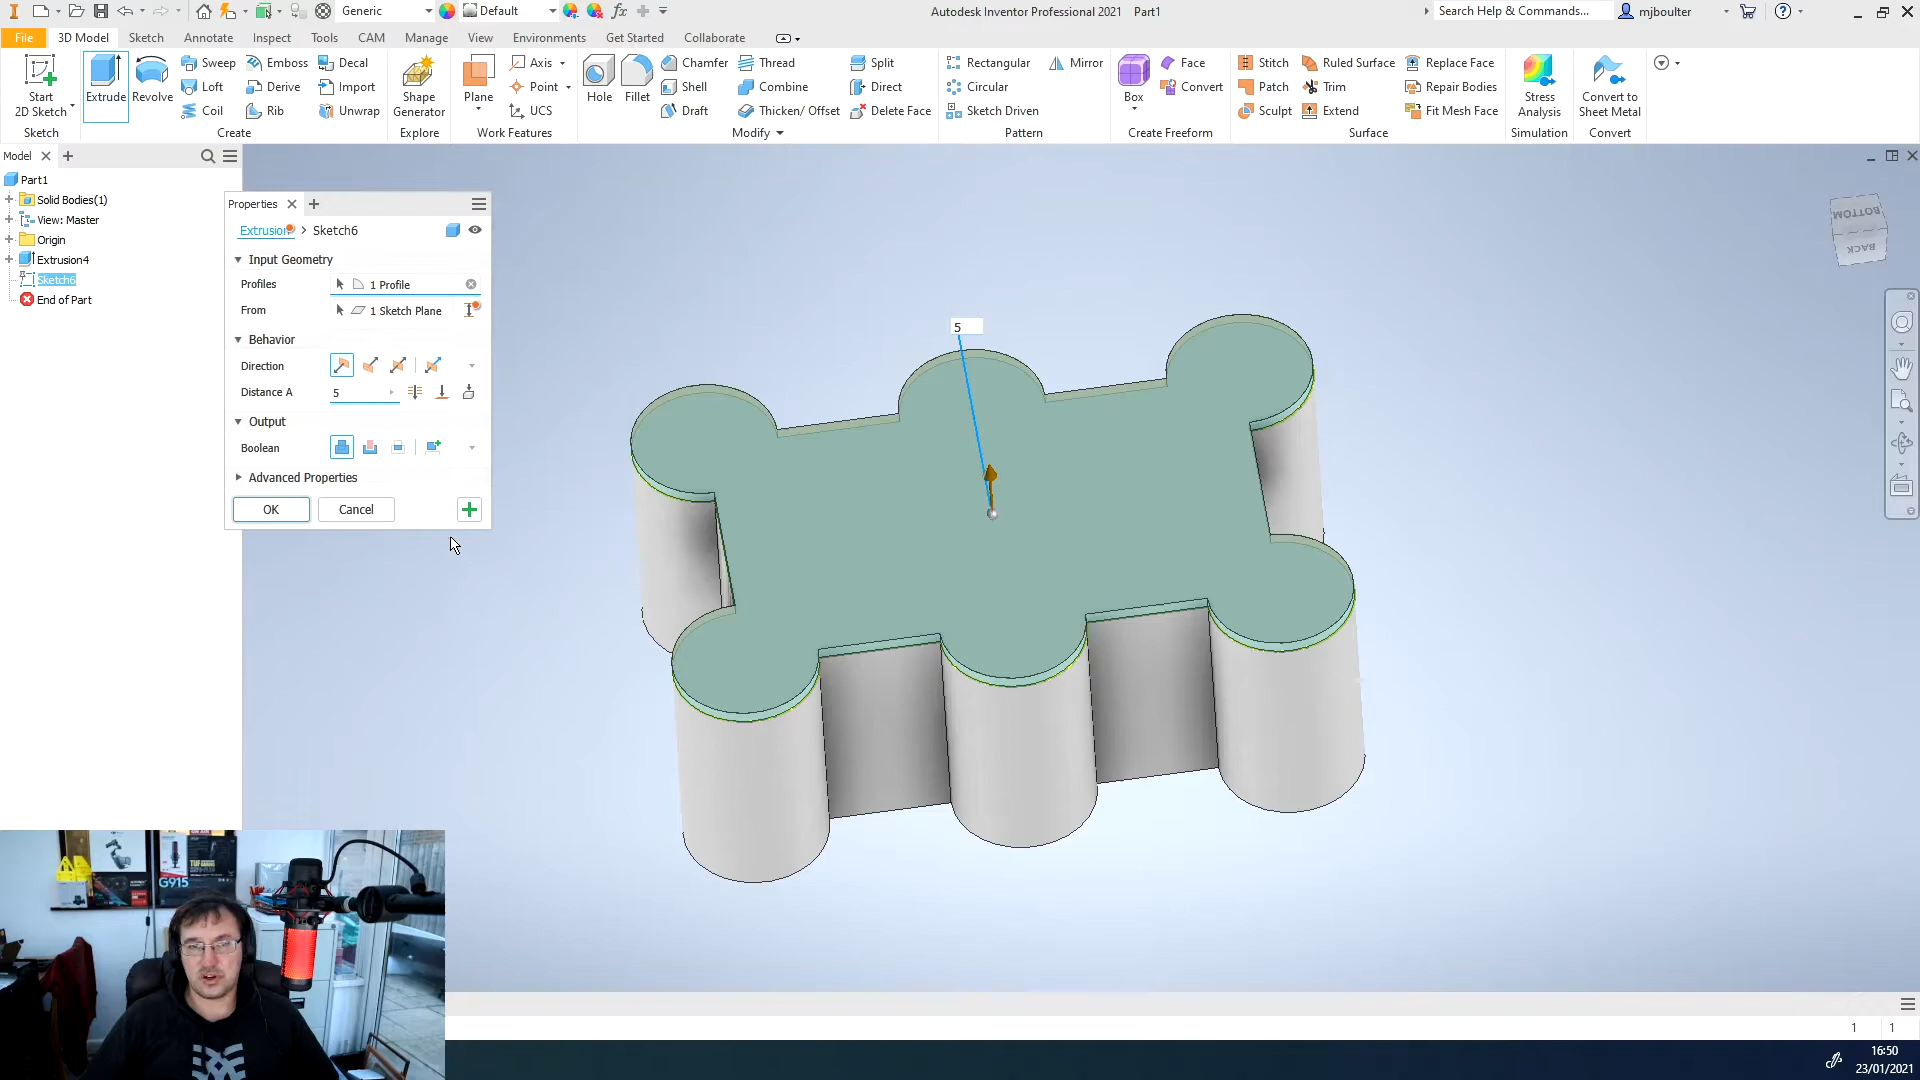 Generic
Default
fx
Autodesk Inventor Professional 2021 Part1
Search Help & Commands...
mjboulter
File 3D Model Sketch Annotate Inspect Tools CAM Manage View Environments Get Started Collaborate
Start 2D Sketch
Extrude
Revolve
Sweep
Loft
Coil
Emboss
Derive
Rib
Decal
Import
Unwrap
Shape Generator
Plane
Axis
Point
UCS
Hole
Fillet
Chamfer
Shell
Draft
Thread
Combine
Thicken/ Offset
Split
Direct
Delete Face
Rectangular
Circular
Sketch Driven
Mirror
Box
Face
Convert
Stitch
Patch
Sculpt
Ruled Surface
Trim
Extend
Replace Face
Repair Bodies
Fit Mesh Face
Stress Analysis
Convert to Sheet Metal
Sketch Create Explore Work Features Modify Pattern Create Freeform Surface Simulation Convert
Model
Part1
Solid Bodies(1)
View: Master
Origin
Extrusion4
Sketch6
End of Part
Properties
Extrusion > Sketch6
Input Geometry
Profiles 1 Profile
From 1 Sketch Plane
Behavior
Direction
Distance A 5
Output
Boolean
Advanced Properties
OK Cancel
5
BOTTOM
BACK
G915
1 1
16:50
23/01/2021